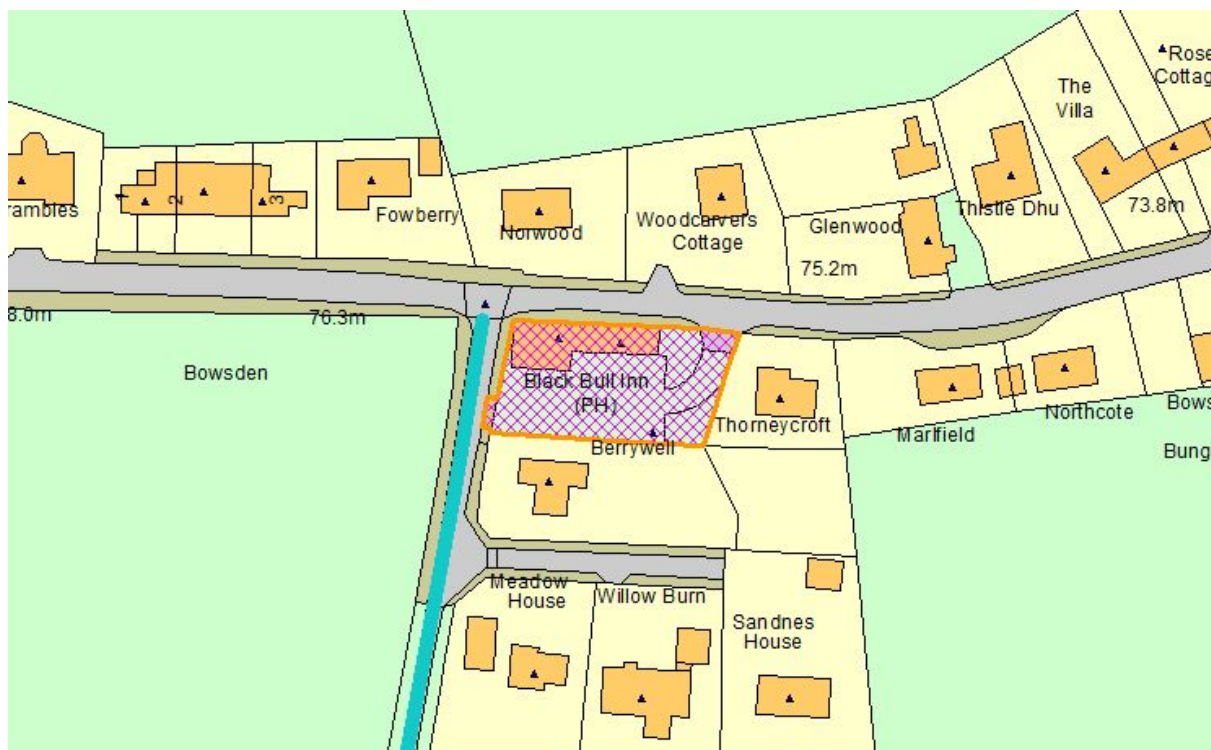 Rose
Cottag
The
Villa
rambles
1
2
3
Fowberry
Norwood
Woodcarvers
Cottage
Glenwood
Thistle Dhu
73.8m
75.2m
8.0m
76.3m
Bowsden
Black Bull Inn
(PH)
Berrywell
Thorneycroft
Marlfield
Northcote
Bows
Bung
Meadow
House
Willow Burn
Sandnes
House